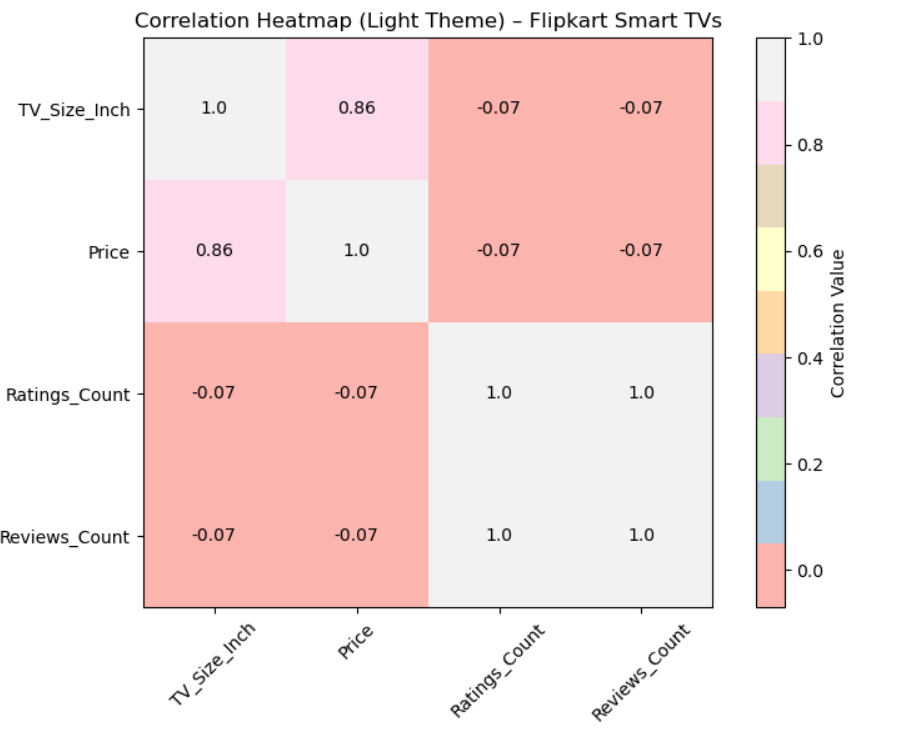 Correlation Heatmap (Light Theme) – Flipkart Smart TVs
TV_Size_Inch 1.0 0.86 -0.07 -0.07
Price 0.86 1.0 -0.07 -0.07
Ratings_Count -0.07 -0.07 1.0 1.0
Reviews_Count -0.07 -0.07 1.0 1.0
TV_Size_Inch Price Ratings_Count Reviews_Count
1.0
0.8
0.6
0.4
0.2
0.0
Correlation Value